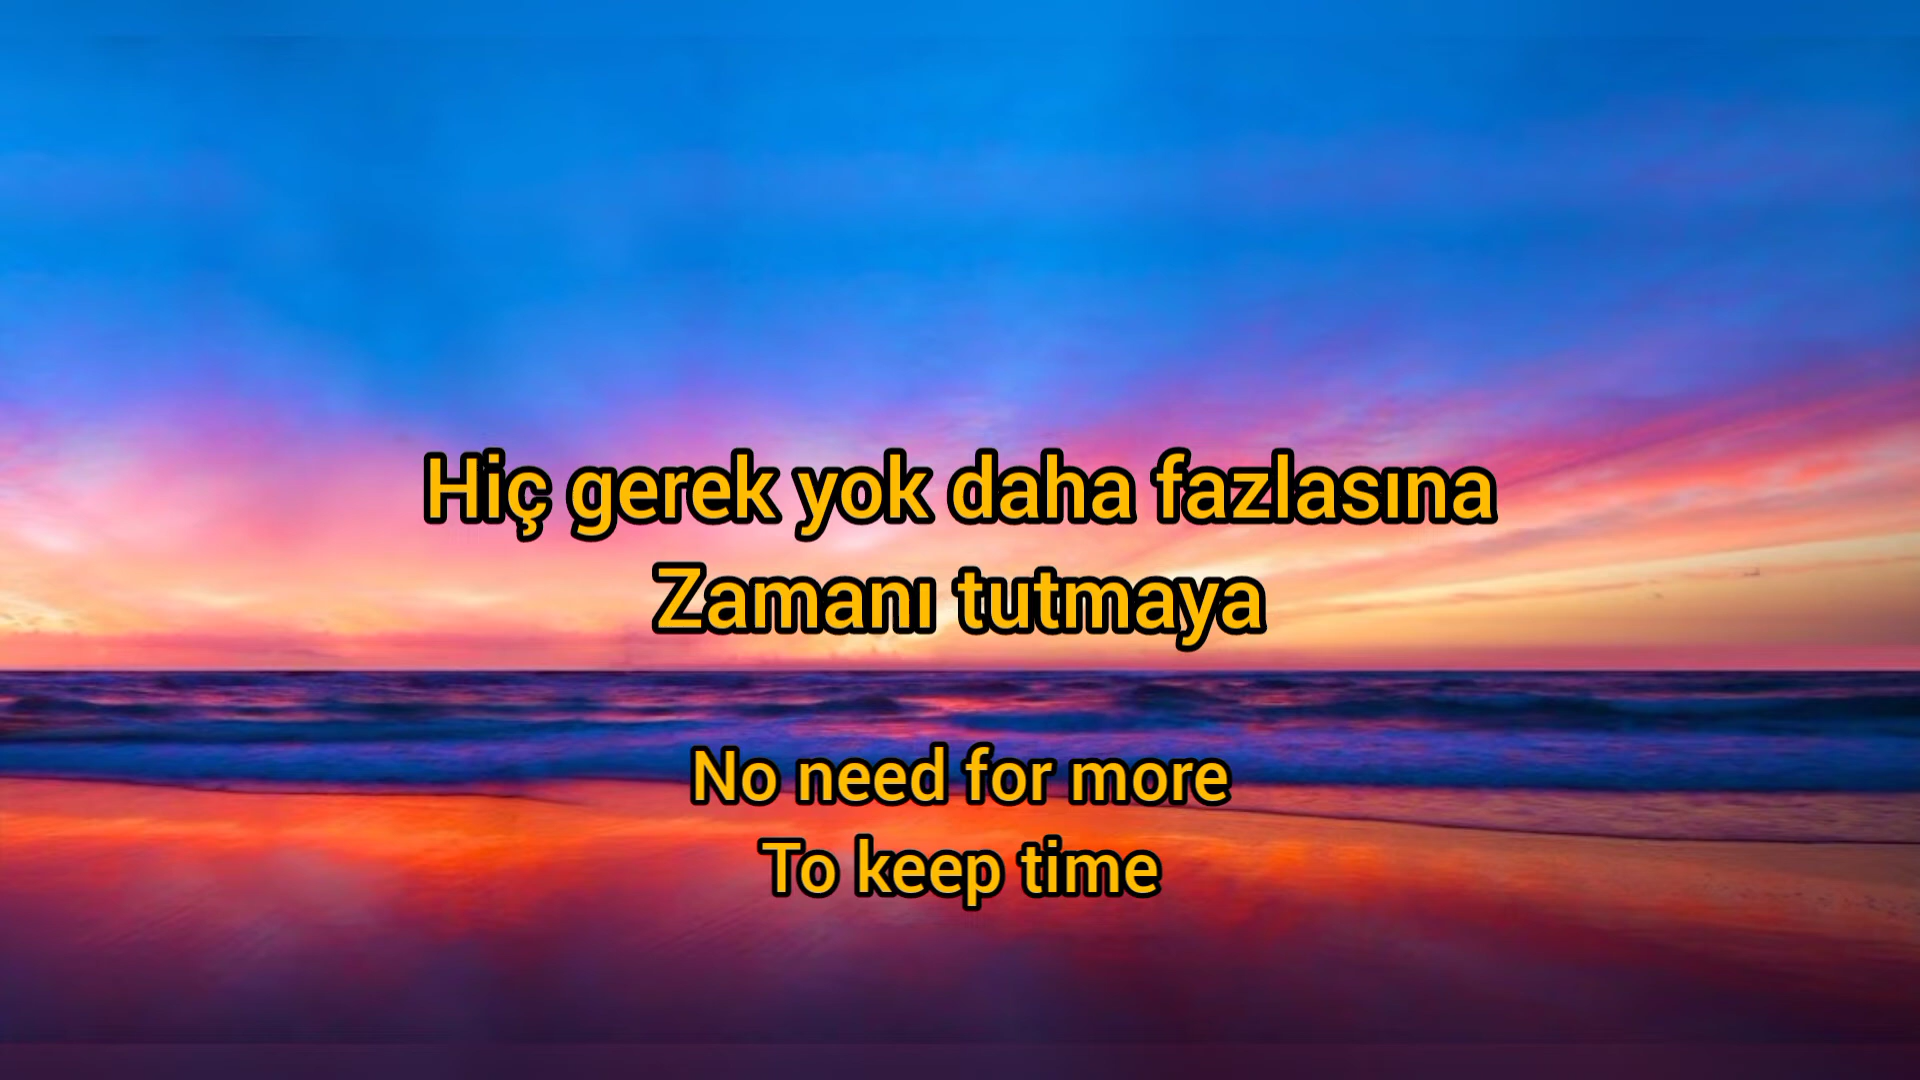 Hiç gerek yok daha fazlasına
Zamanı tutmaya
No need for more
To keep time